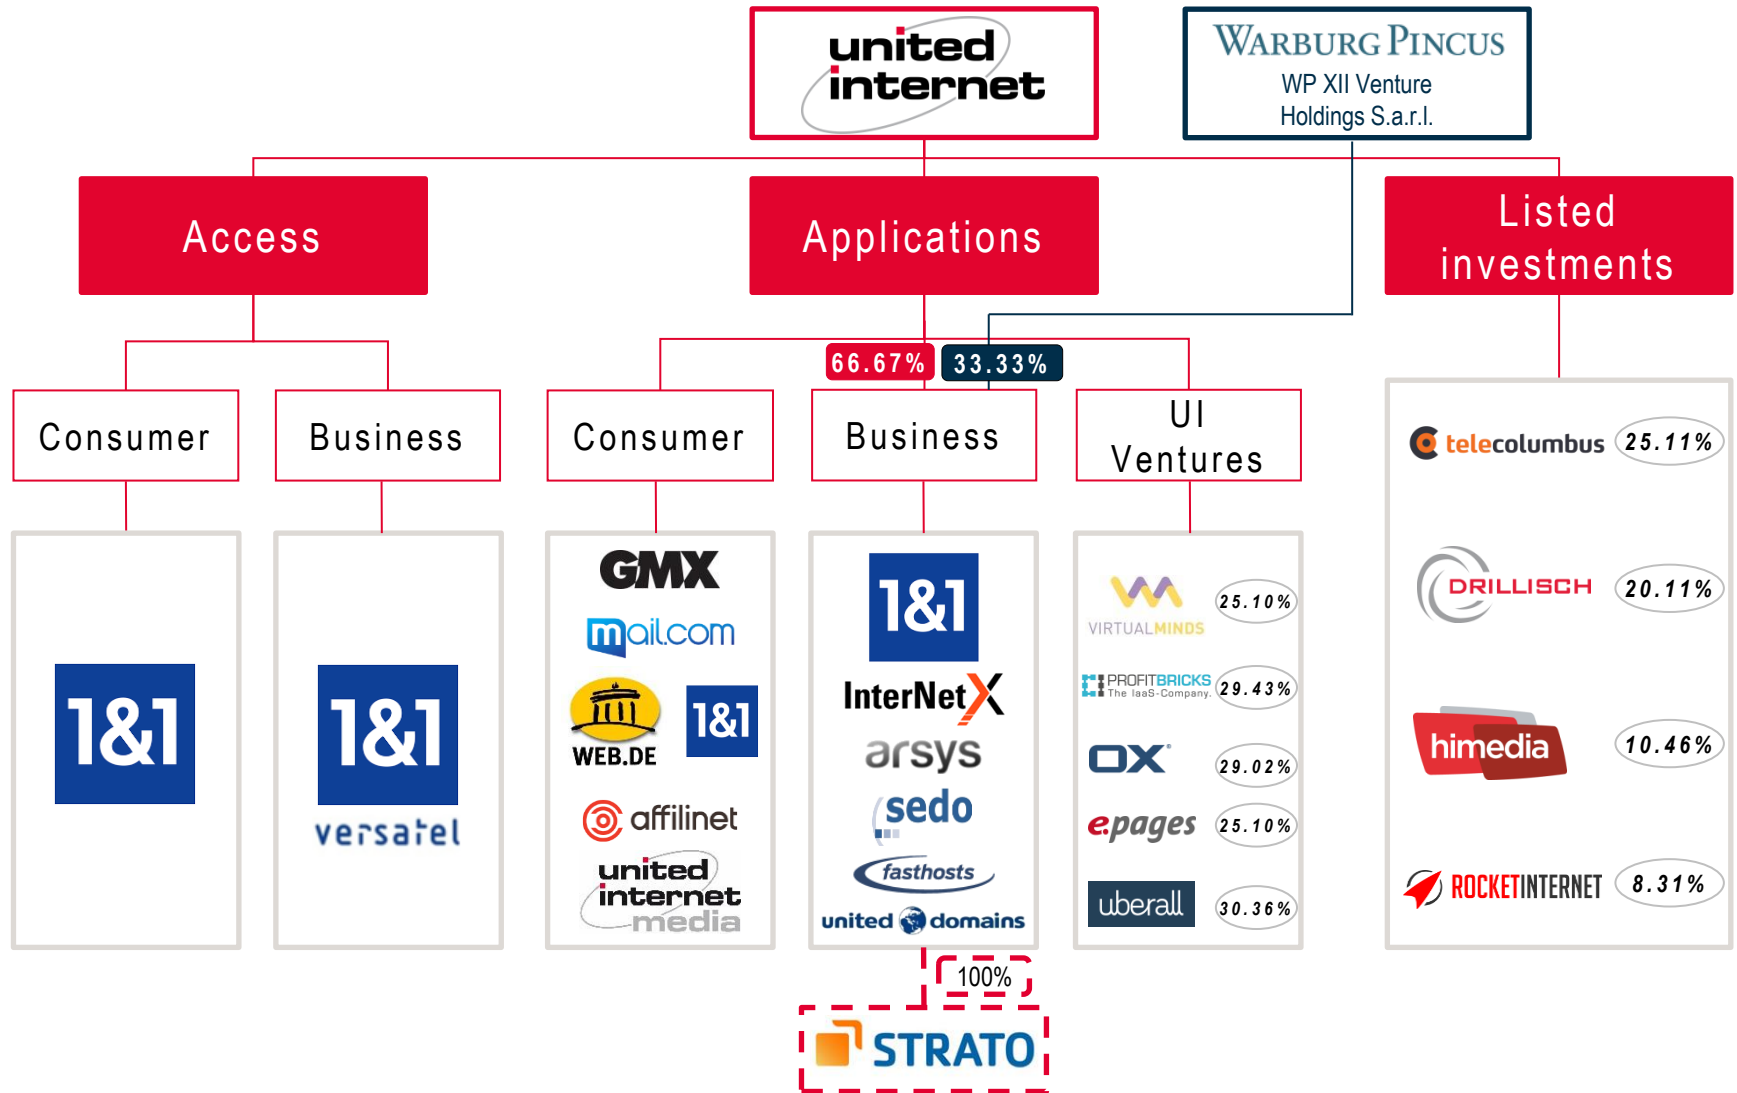 united
internet
WARBURG PINCUS
WP XII Venture
Holdings S.a.r.l.
Access
Applications
Listed
investments
66.67%
33.33%
Consumer
Business
Consumer
Business
UI
Ventures
1&1
1&1
versatel
GMX
mail.com
WEB.DE
1&1
affilinet
united
internet
media
1&1
InterNetX
arsys
sedo
fasthosts
united domains
100%
STRATO
VIRTUALMINDS
25.10%
PROFITBRICKS
The IaaS-Company.
29.43%
OX®
29.02%
e.pages
25.10%
uberall
30.36%
telecolumbus
25.11%
DRILLISCH
20.11%
himedia
10.46%
ROCKETINTERNET
8.31%